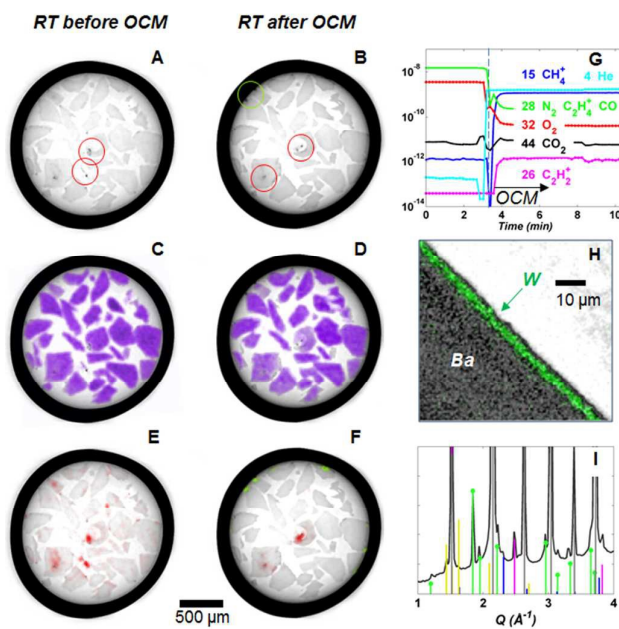 RT before OCM
RT after OCM
A
B
C
D
E
F
500 µm
G
10⁻⁸
10⁻¹⁰
10⁻¹²
10⁻¹⁴
15 CH₄⁺
4 He
28 N₂ C₂H₄⁺ CO
32 O₂
44 CO₂
26 C₂H₂⁺
OCM
0 2 4 6 8 10
Time (min)
H
W
10 µm
Ba
I
1 2 3 4
Q (A⁻¹)